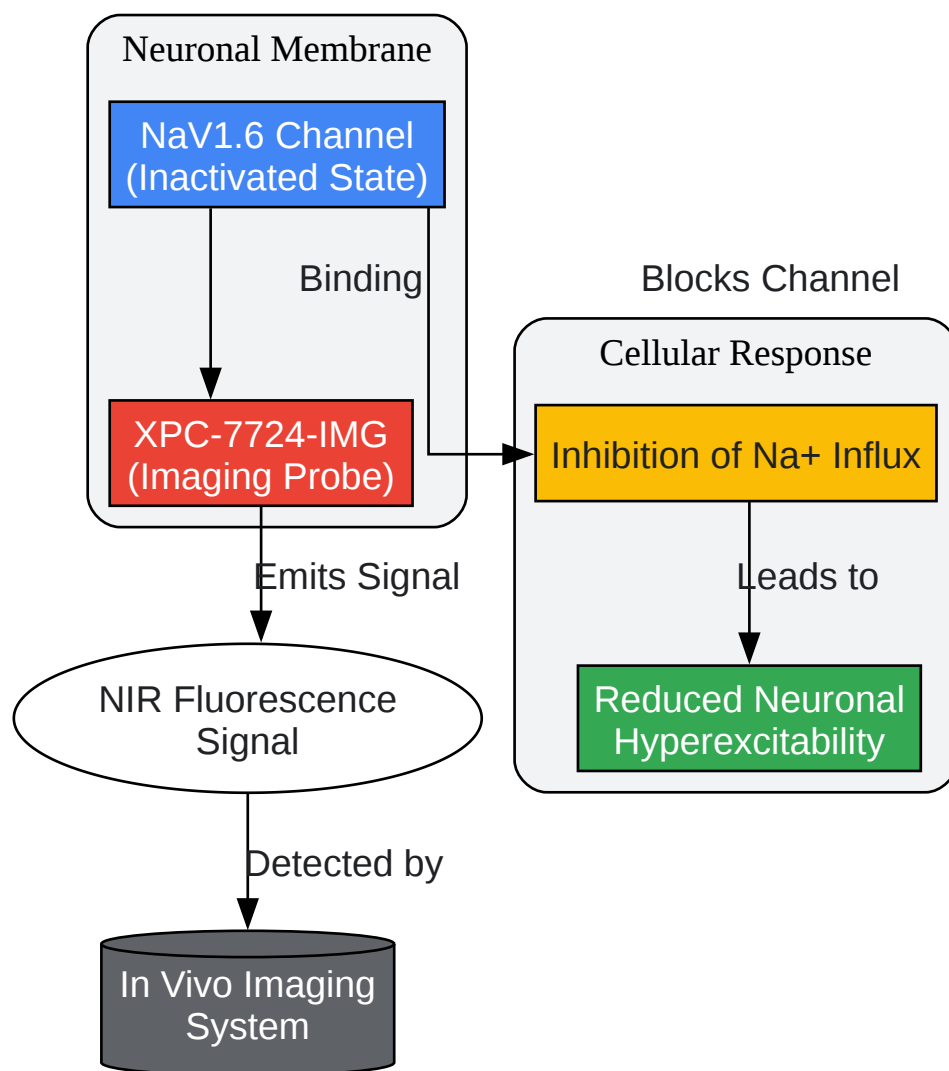 Neuronal Membrane
NaV1.6 Channel
(Inactivated State)
Binding
Blocks Channel
Cellular Response
XPC-7724-IMG
(Imaging Probe)
Inhibition of Na+ Influx
Emits Signal
Leads to
NIR Fluorescence
Signal
Reduced Neuronal
Hyperexcitability
Detected by
In Vivo Imaging
System